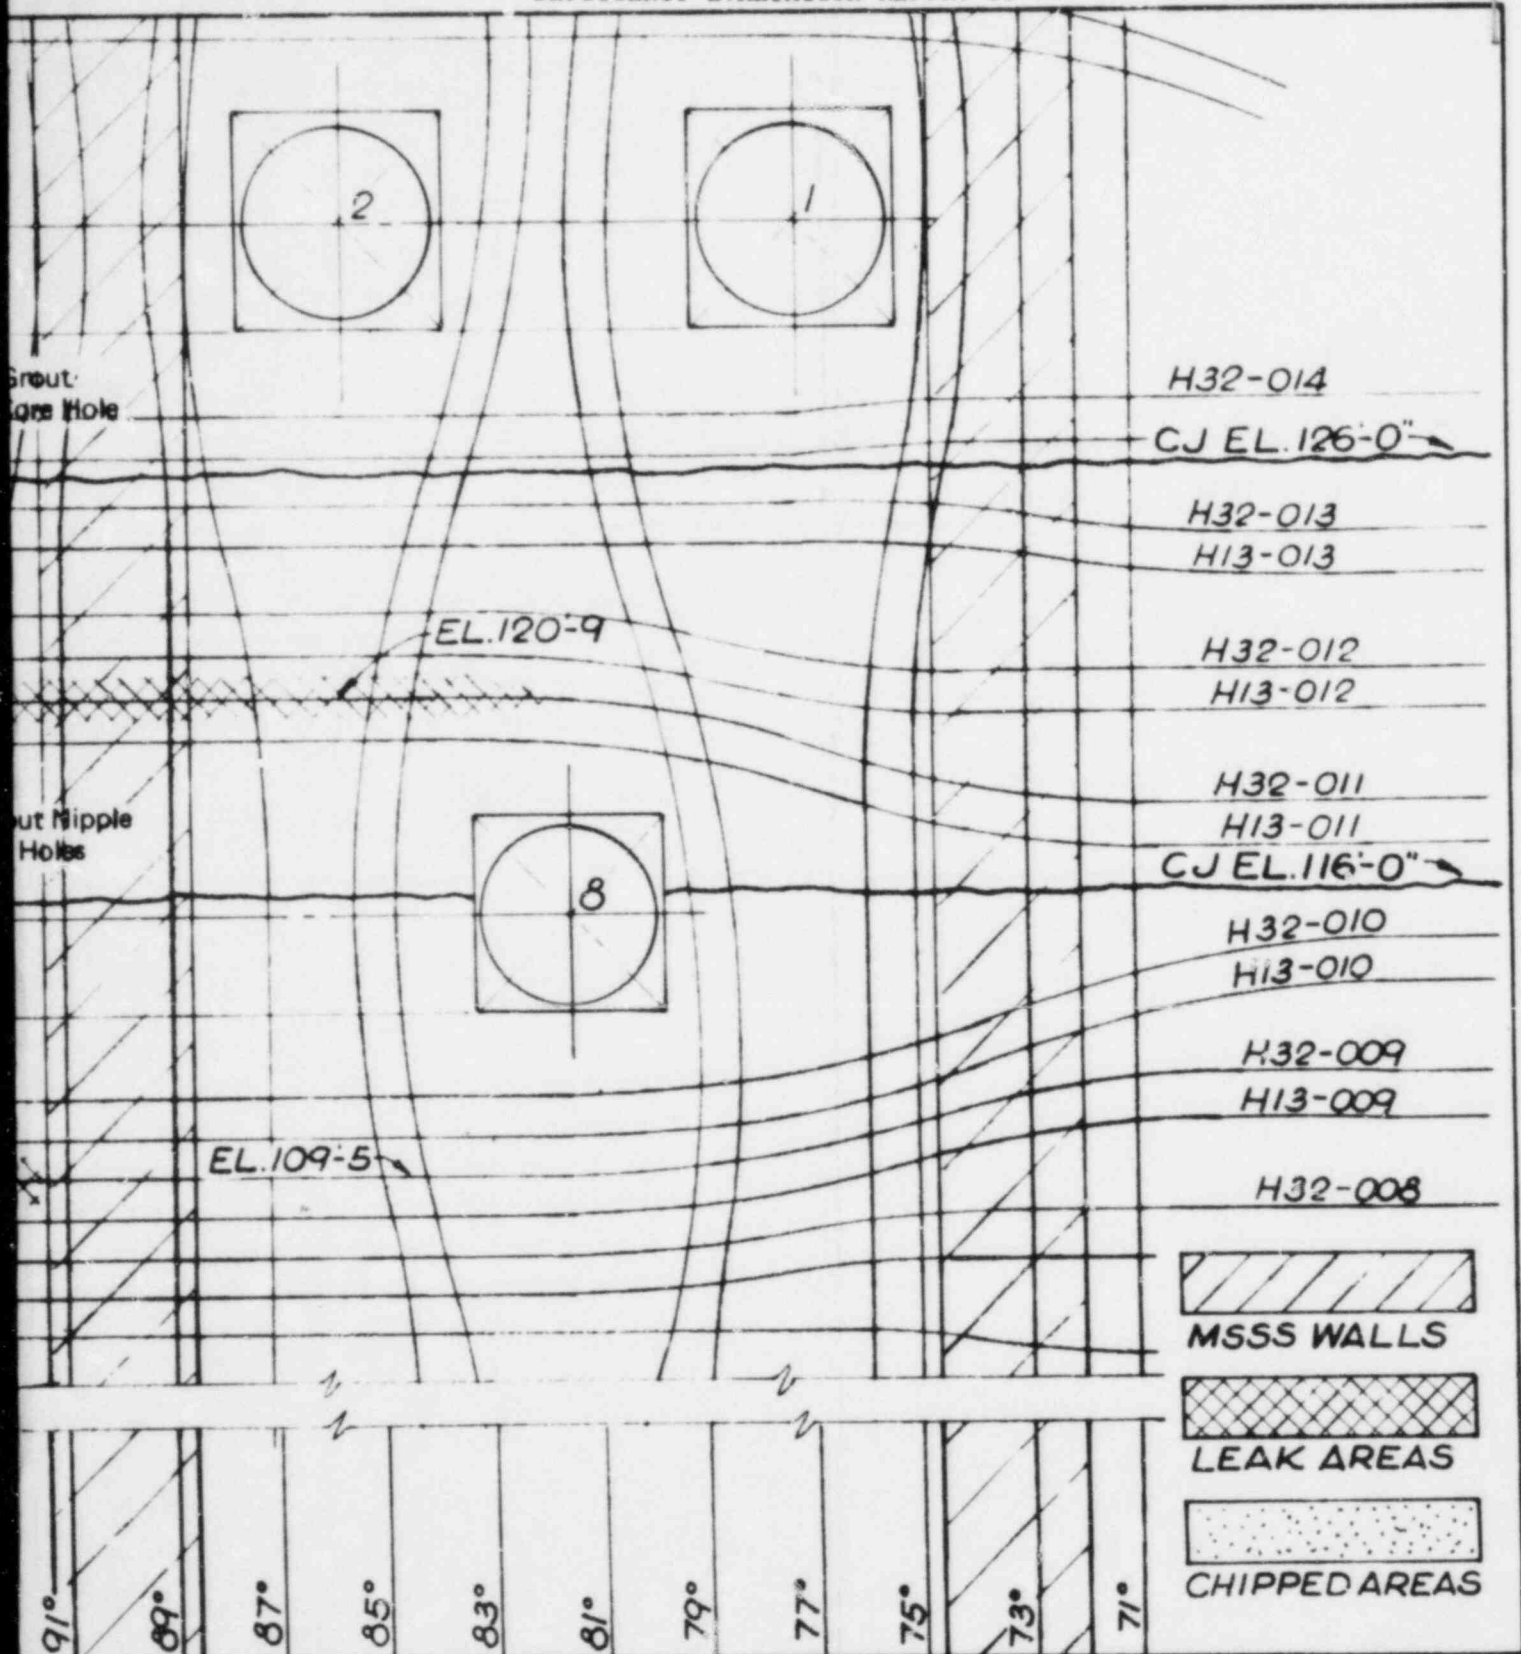 2
1
H32-014
Hole
CJ EL.126'-0"
H32-013
H13-013
EL.120'-9
H32-012
H13-012
H32-011
Nipple
H13-011
Holes
CJ EL.116'-0"
8
H32-010
H13-010
H32-009
H13-009
EL.109'-5
H32-008
MSSS WALLS
LEAK AREAS
CHIPPED AREAS
91° 89° 87° 85° 83° 81° 79° 77° 75° 73° 71°